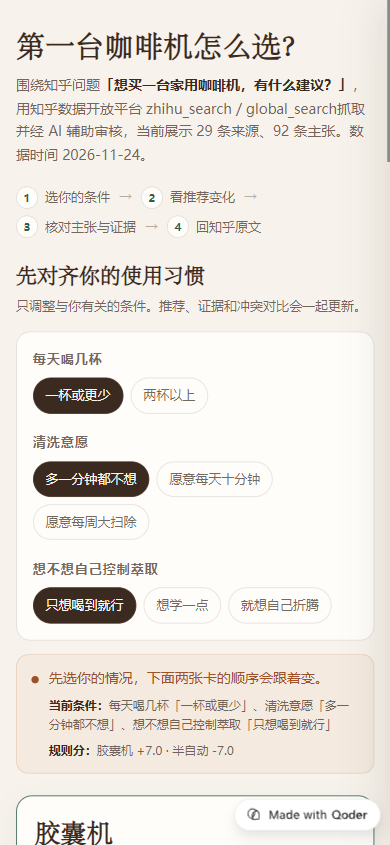 第一台咖啡机怎么选?
围绕知乎问题「想买一台家用咖啡机，有什么建议？」，
用知乎数据开放平台 zhihu_search / global_search抓取
并经 AI 辅助审核，当前展示 29 条来源、92 条主张。数
据时间 2026-11-24。
1 选你的条件 → 2 看推荐变化 →
3 核对主张与证据 → 4 回知乎原文
先对齐你的使用习惯
只调整与你有关的条件。推荐、证据和冲突对比会一起更新。
每天喝几杯
一杯或更少 两杯以上
清洗意愿
多一分钟都不想 愿意每天十分钟
愿意每周大扫除
想不想自己控制萃取
只想喝到就行 想学一点 就想自己折腾
先选你的情况，下面两张卡的顺序会跟着变。
当前条件：每天喝几杯「一杯或更少」、清洗意愿「多一
分钟都不想」、想不想自己控制萃取「只想喝到就行」
规则分：胶囊机 +7.0 · 半自动 -7.0
胶囊机
Made with Qoder